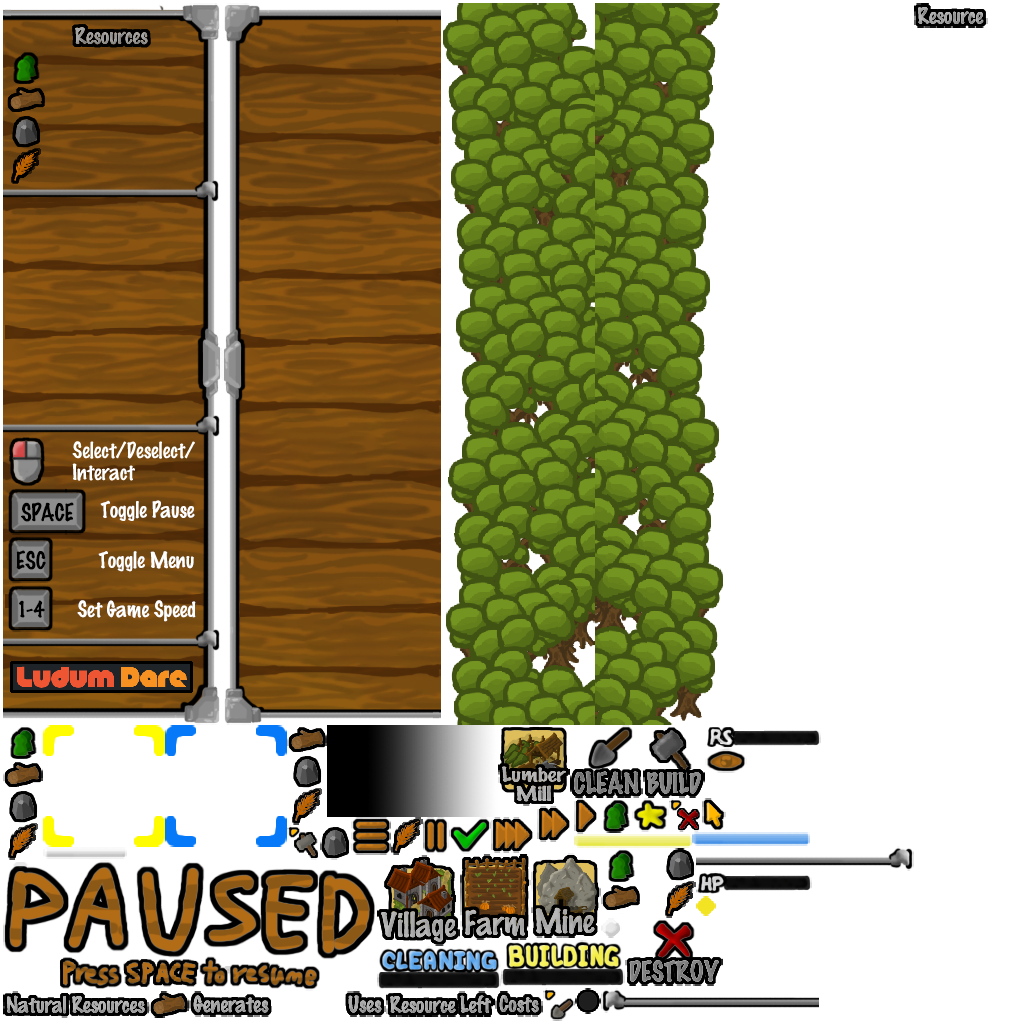 Resources
Resource
Select/Deselect/
Interact
SPACE
Toggle Pause
ESC
Toggle Menu
1-4
Set Game Speed
Ludum Dare
Lumber
Mill
CLEAN
BUILD
RS
PAUSED
Press SPACE to resume
Village
Farm
Mine
HP
CLEANING
BUILDING
DESTROY
Natural Resources
Generates
Uses Resource Left Costs